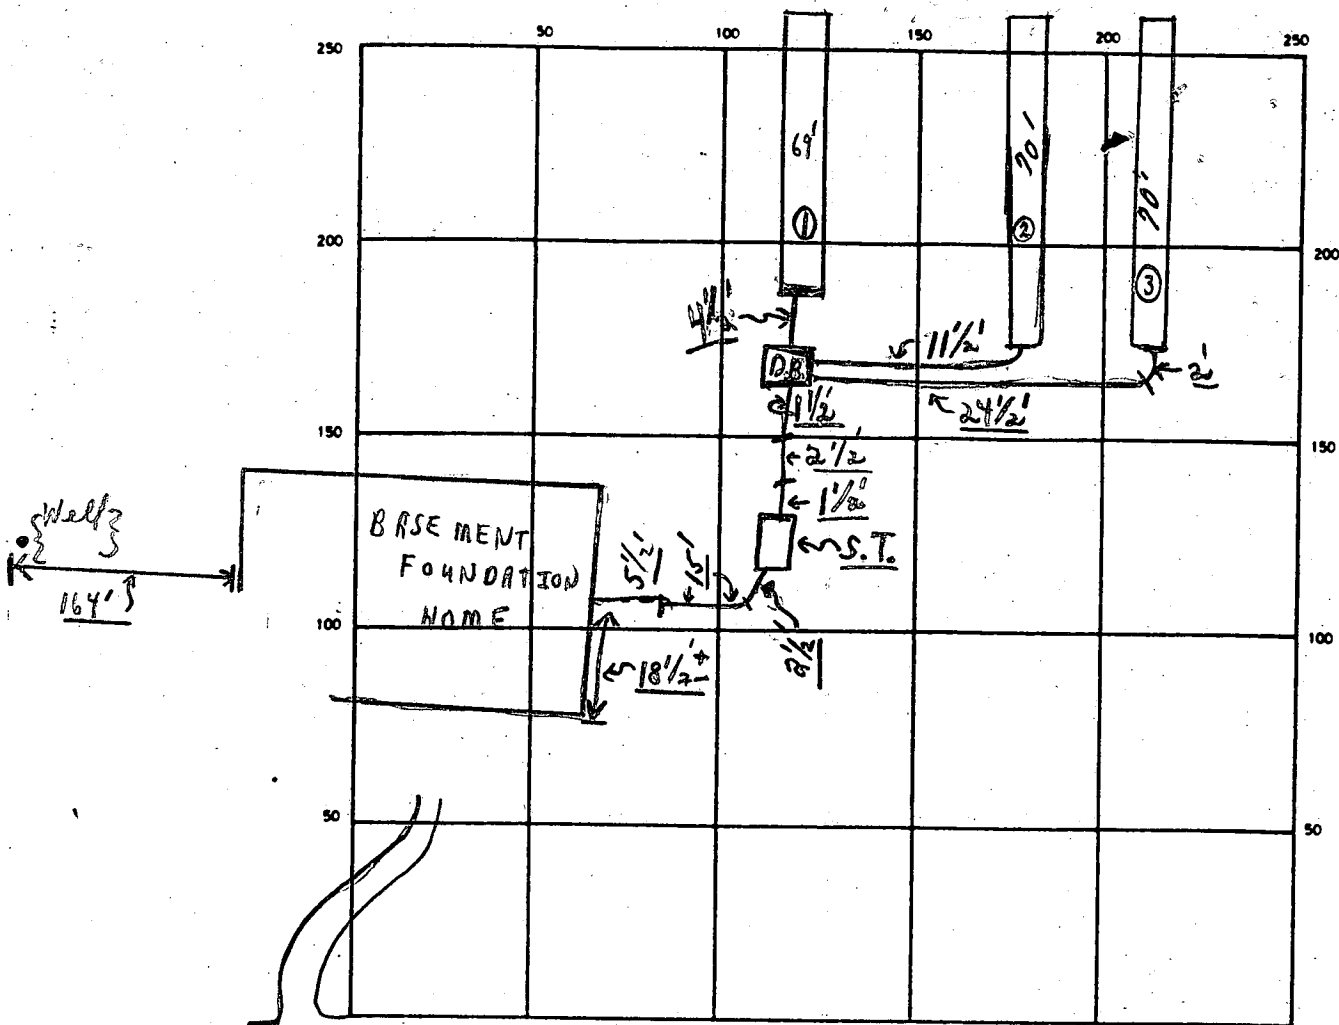 50 100 150 200 250
250
69' 70' 70'
200 ① ② 200
③
4½'
D.B. 11½' 2'
1½' 24½'
150 2½' 150
1½'
{Well}
BASEMENT
FOUNDATION
HOME
S.T.
5½' 15'
164'
100 100
2½'
18½'±
50 50